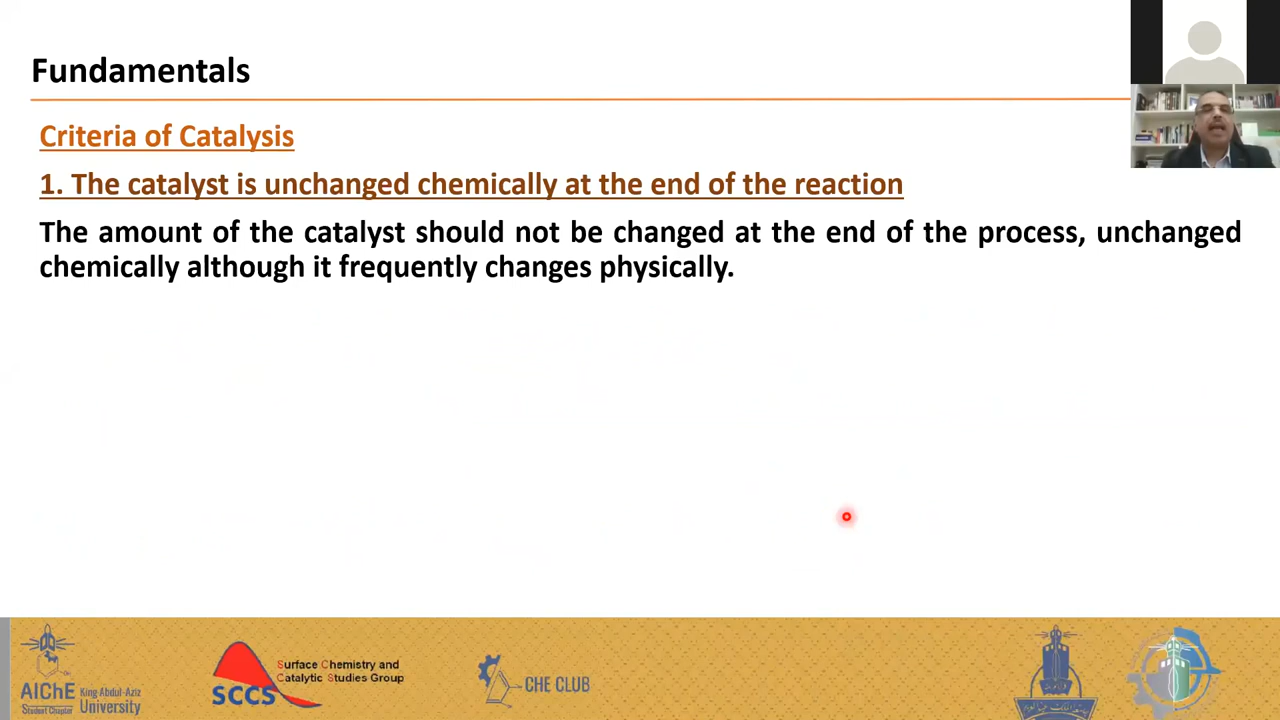 Fundamentals
Criteria of Catalysis
1. The catalyst is unchanged chemically at the end of the reaction
The amount of the catalyst should not be changed at the end of the process, unchanged
chemically although it frequently changes physically.
AIChE
Student Chapter
King Abdul-Aziz
University
SCCS
Surface Chemistry and
Catalytic Studies Group
CHE CLUB